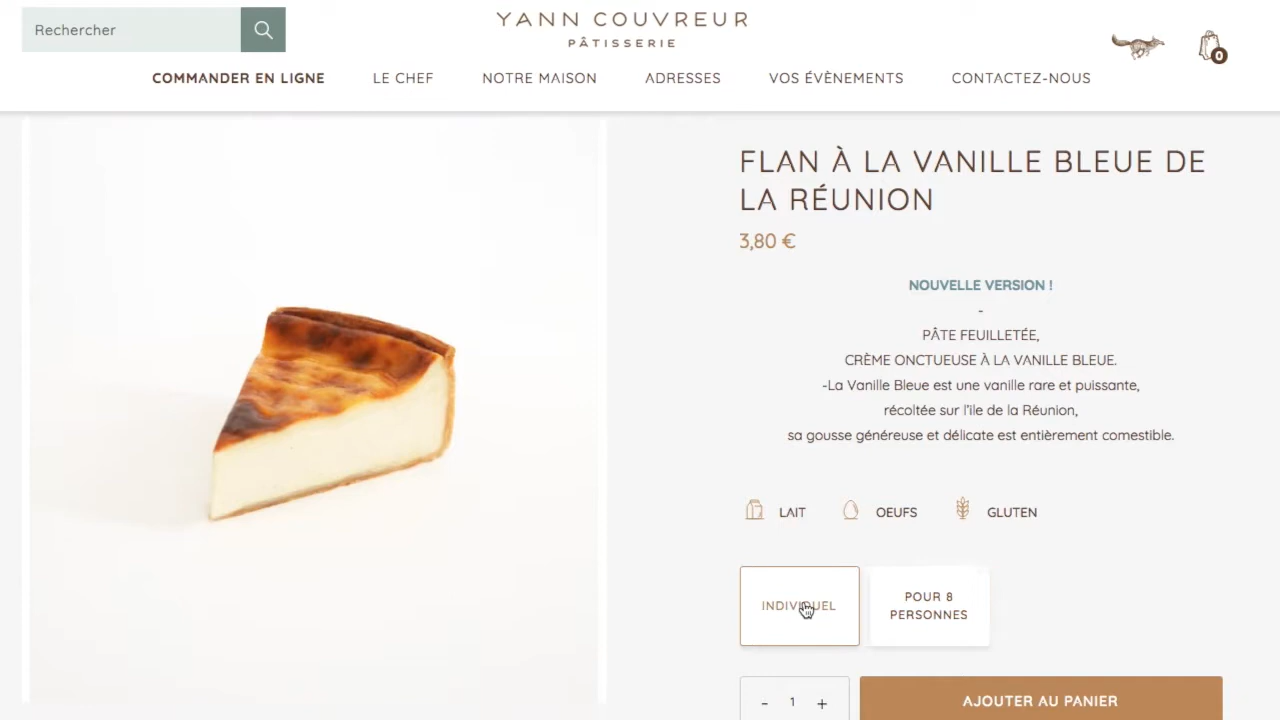 Rechercher
YANN COUVREUR
PÂTISSERIE
0
COMMANDER EN LIGNE
LE CHEF
NOTRE MAISON
ADRESSES
VOS ÉVÈNEMENTS
CONTACTEZ-NOUS
FLAN À LA VANILLE BLEUE DE
LA RÉUNION
3,80 €
NOUVELLE VERSION !
-
PÂTE FEUILLETÉE,
CRÈME ONCTUEUSE À LA VANILLE BLEUE.
-La Vanille Bleue est une vanille rare et puissante,
récoltée sur l'île de la Réunion,
sa gousse généreuse et délicate est entièrement comestible.
LAIT
OEUFS
GLUTEN
INDIVIDUEL
POUR 8
PERSONNES
- 1 +
AJOUTER AU PANIER